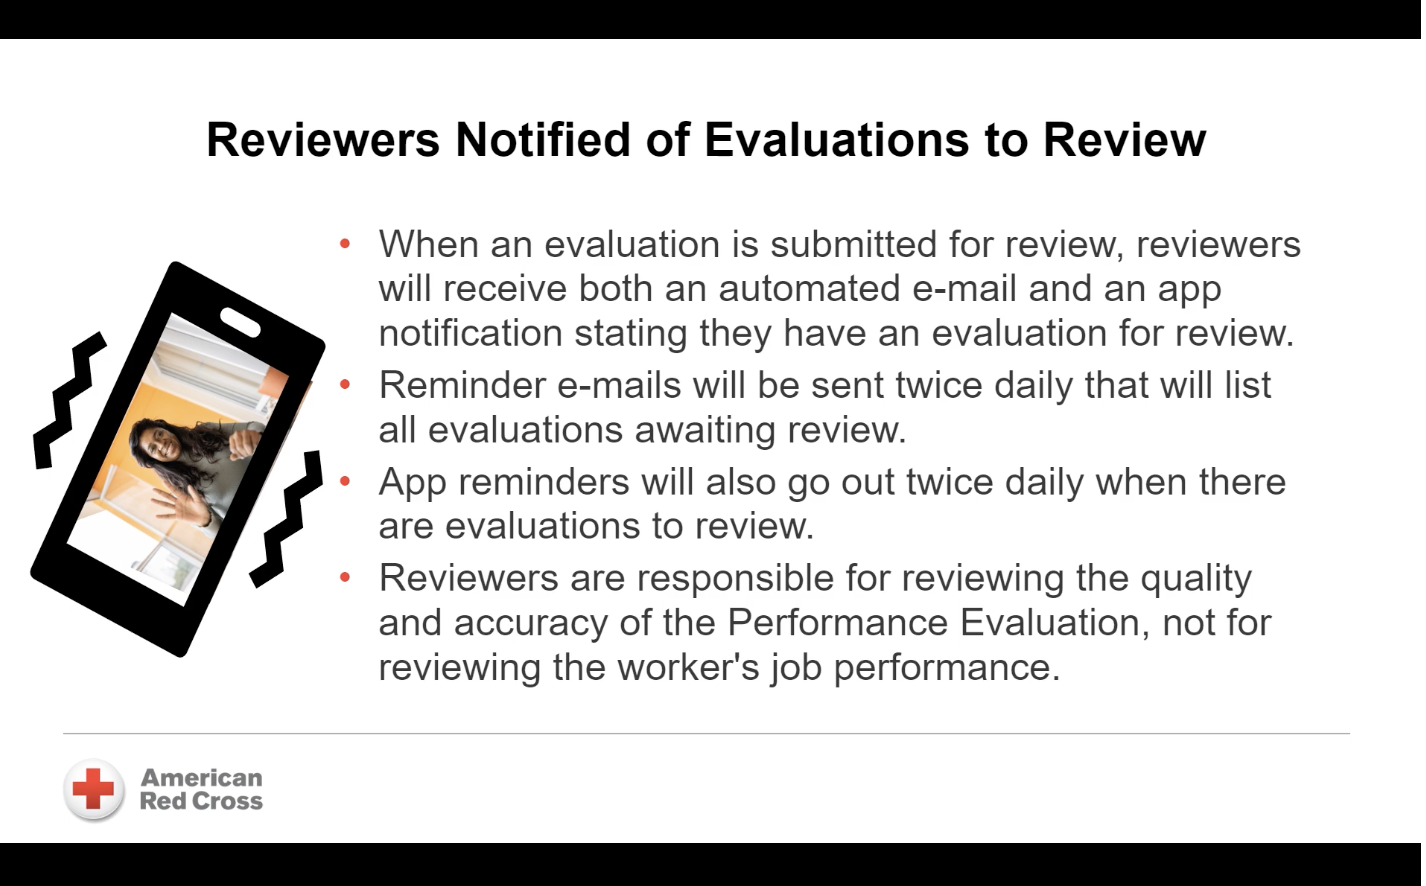 Reviewers Notified of Evaluations to Review
• When an evaluation is submitted for review, reviewers
will receive both an automated e-mail and an app
notification stating they have an evaluation for review.
• Reminder e-mails will be sent twice daily that will list
all evaluations awaiting review.
• App reminders will also go out twice daily when there
are evaluations to review.
• Reviewers are responsible for reviewing the quality
and accuracy of the Performance Evaluation, not for
reviewing the worker's job performance.
American
Red Cross